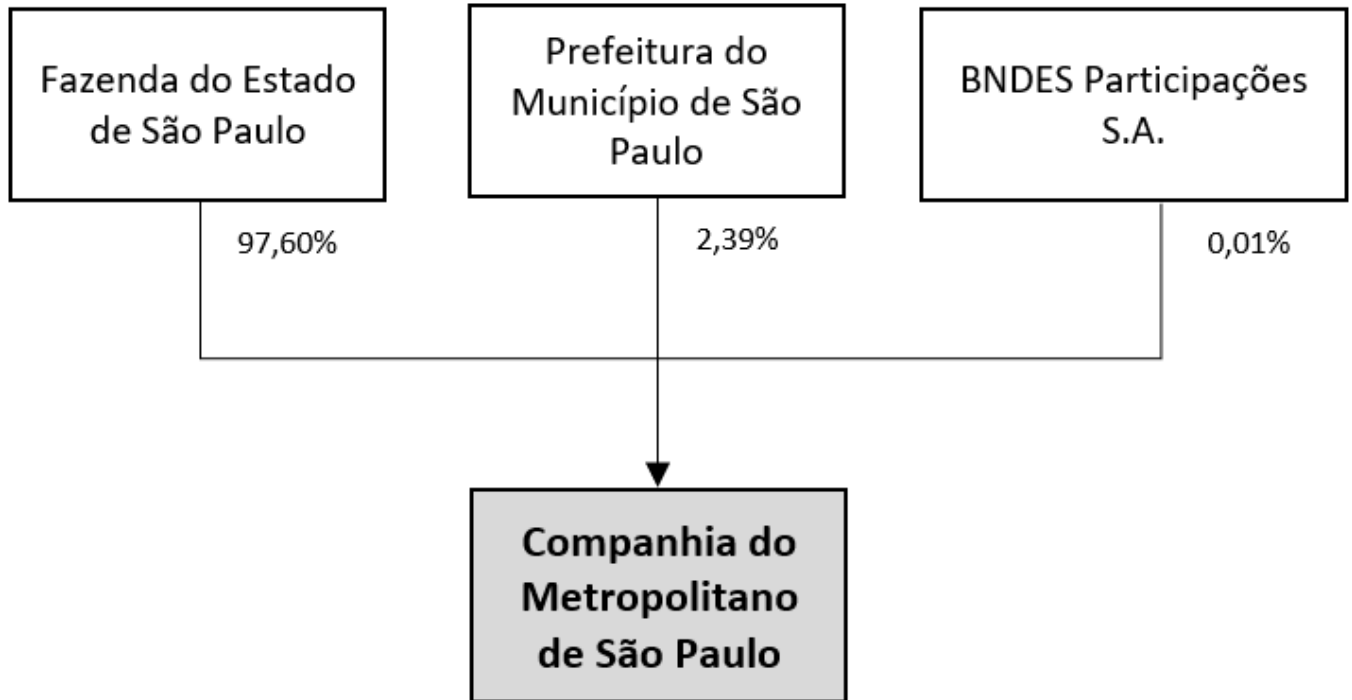 Fazenda do Estado
de São Paulo
Prefeitura do
Município de São
Paulo
BNDES Participações
S.A.
97,60%
2,39%
0,01%
Companhia do
Metropolitano
de São Paulo